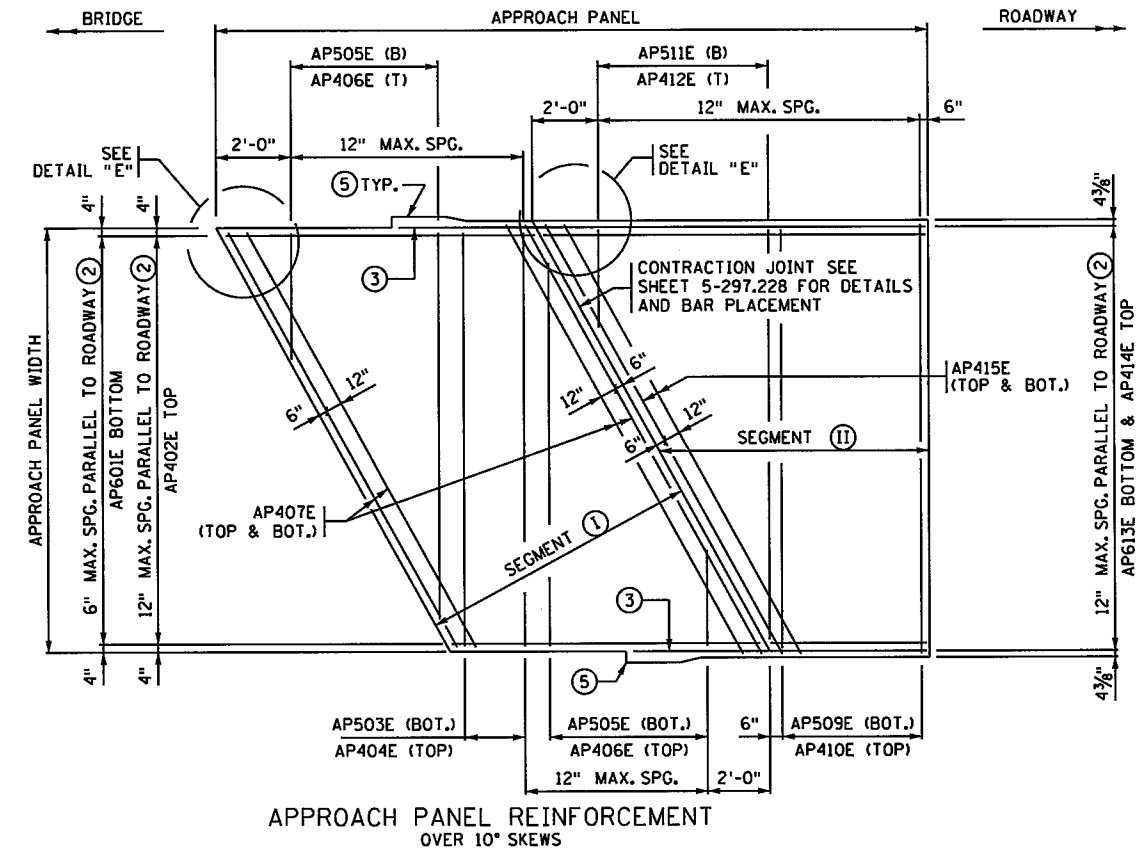 BRIDGE
APPROACH PANEL
ROADWAY
AP505E (B)
AP406E (T)
AP511E (B)
AP412E (T)
2'-0"
12" MAX. SPG.
6"
2'-0"
12" MAX. SPG.
SEE
DETAIL "E"
SEE
DETAIL "E"
5 TYP.
4"
4"
4⅜"
3
CONTRACTION JOINT SEE
SHEET 5-297.228 FOR DETAILS
AND BAR PLACEMENT
APPROACH PANEL WIDTH
6" MAX. SPG. PARALLEL TO ROADWAY 2
AP601E BOTTOM
12" MAX. SPG. PARALLEL TO ROADWAY 2
AP402E TOP
12" MAX. SPG. PARALLEL TO ROADWAY 2
AP613E BOTTOM & AP414E TOP
6"
12"
12"
6"
6"
12"
AP415E
(TOP & BOT.)
SEGMENT II
AP407E
(TOP & BOT.)
SEGMENT I
3
5
4"
4"
4⅜"
AP503E (BOT.)
AP404E (TOP)
AP505E (BOT.)
AP406E (TOP)
6"
AP509E (BOT.)
AP410E (TOP)
12" MAX. SPG.
2'-0"
APPROACH PANEL REINFORCEMENT
OVER 10° SKEWS